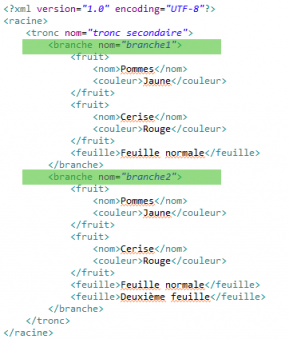 <?xml version="1.0" encoding="UTF-8"?>
<racine>
<tronc nom="tronc secondaire">
<branche nom="branche1">
<fruit>
<nom>Pommes</nom>
<couleur>Jaune</couleur>
</fruit>
<fruit>
<nom>Cerise</nom>
<couleur>Rouge</couleur>
</fruit>
<feuille>Feuille normale</feuille>
</branche>
<branche nom="branche2">
<fruit>
<nom>Pommes</nom>
<couleur>Jaune</couleur>
</fruit>
<fruit>
<nom>Cerise</nom>
<couleur>Rouge</couleur>
</fruit>
<feuille>Feuille normale</feuille>
<feuille>Deuxième feuille</feuille>
</branche>
</tronc>
</racine>